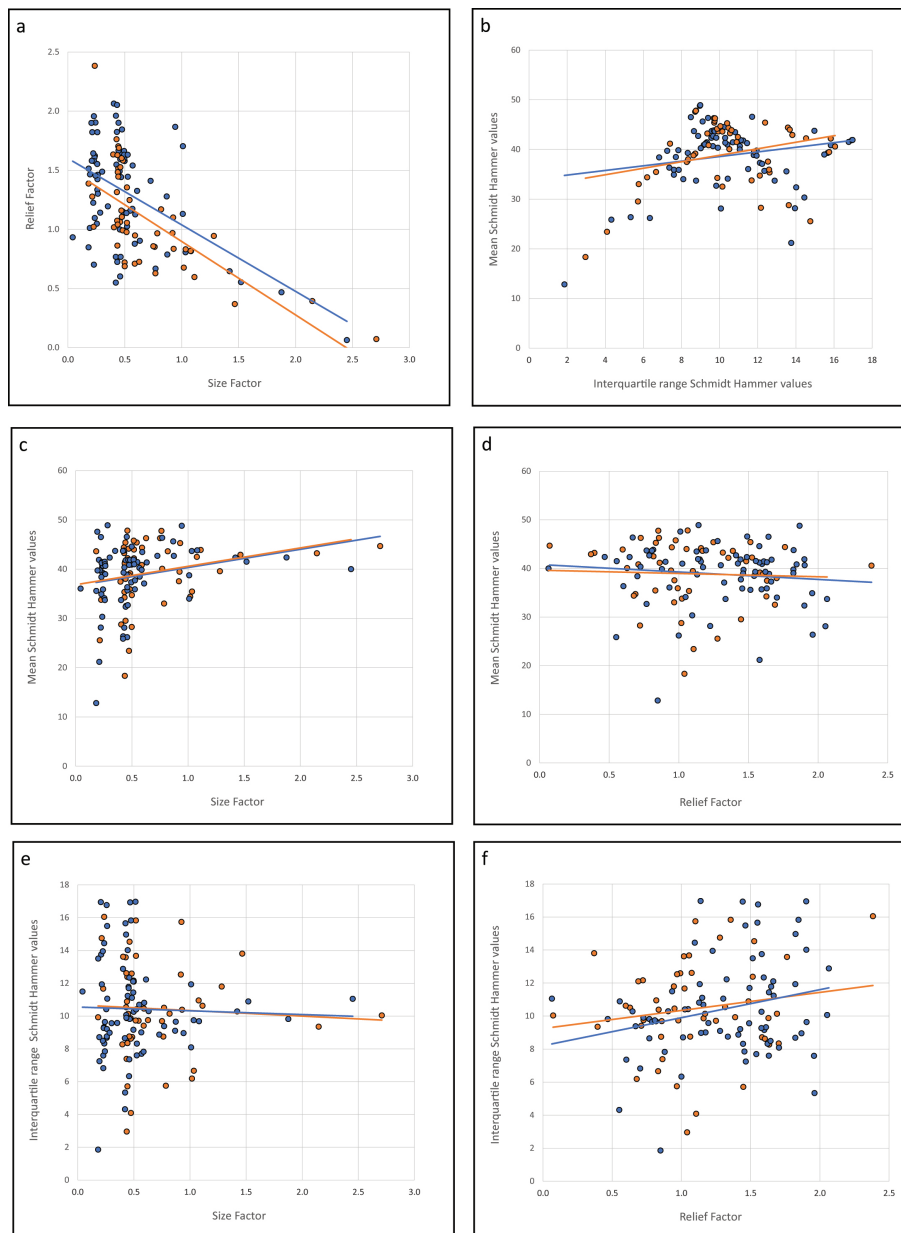 a
2.5
2.0
1.5
1.0
0.5
0.0
0.0 0.5 1.0 1.5 2.0 2.5 3.0
Relief Factor
Size Factor
b
60
50
40
30
20
10
0
0 2 4 6 8 10 12 14 16 18
Mean Schmidt Hammer values
Interquartile range Schmidt Hammer values
c
60
50
40
30
20
10
0
0 0.5 1.0 1.5 2.0 2.5 3.0
Mean Schmidt Hammer values
Size Factor
d
60
50
40
30
20
10
0
0.0 0.5 1.0 1.5 2.0 2.5
Mean Schmidt Hammer values
Relief Factor
e
18
16
14
12
10
8
6
4
2
0
0 0.5 1.0 1.5 2.0 2.5 3.0
Interquartile range Schmidt Hammer values
Size Factor
f
18
16
14
12
10
8
6
4
2
0
0 0.5 1.0 1.5 2.0 2.5
Interquartile range Schmidt Hammer values
Relief Factor